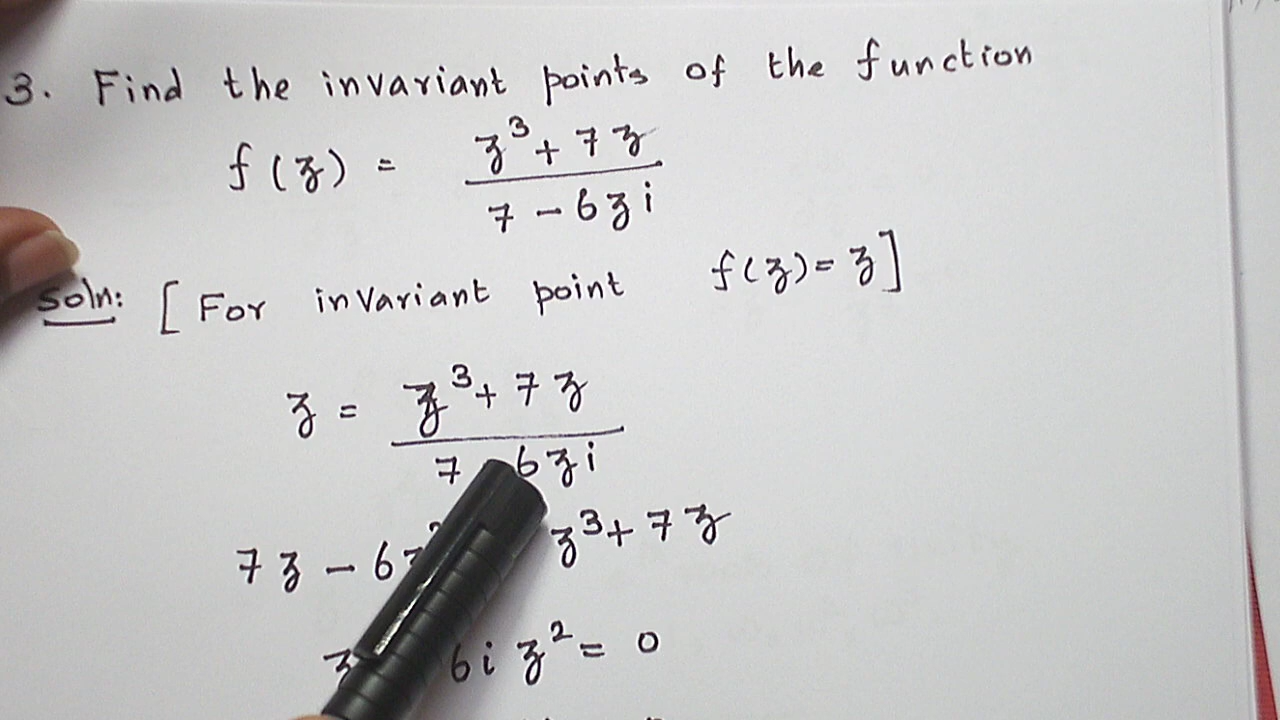 3. Find the invariant points of the function
f(z) = z³ + 7z / 7 - 6zi
Soln: [For invariant point f(z) = z]
z = z³ + 7z / 7 6zi
7z - 6z z³ + 7z
z 6i z² = 0